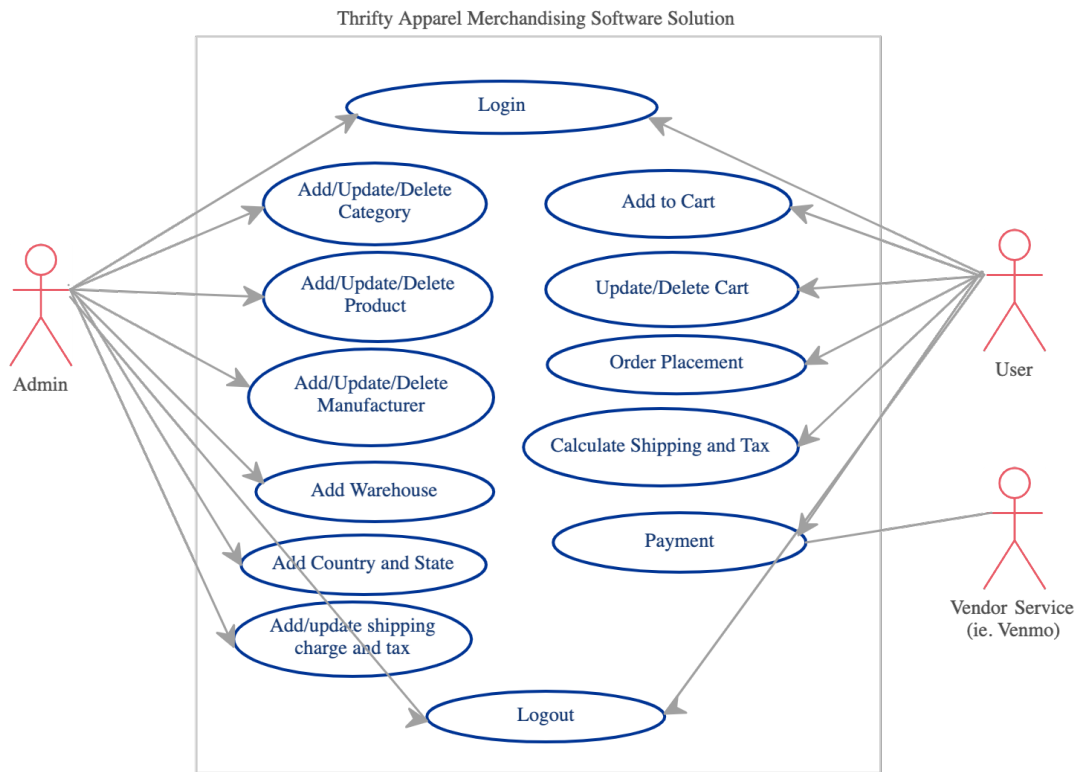 Thrifty Apparel Merchandising Software Solution
Login
Add/Update/Delete
Category
Add to Cart
Add/Update/Delete
Product
Update/Delete Cart
Admin
Add/Update/Delete
Manufacturer
Order Placement
User
Calculate Shipping and Tax
Add Warehouse
Payment
Add Country and State
Vendor Service
(ie. Venmo)
Add/update shipping
charge and tax
Logout